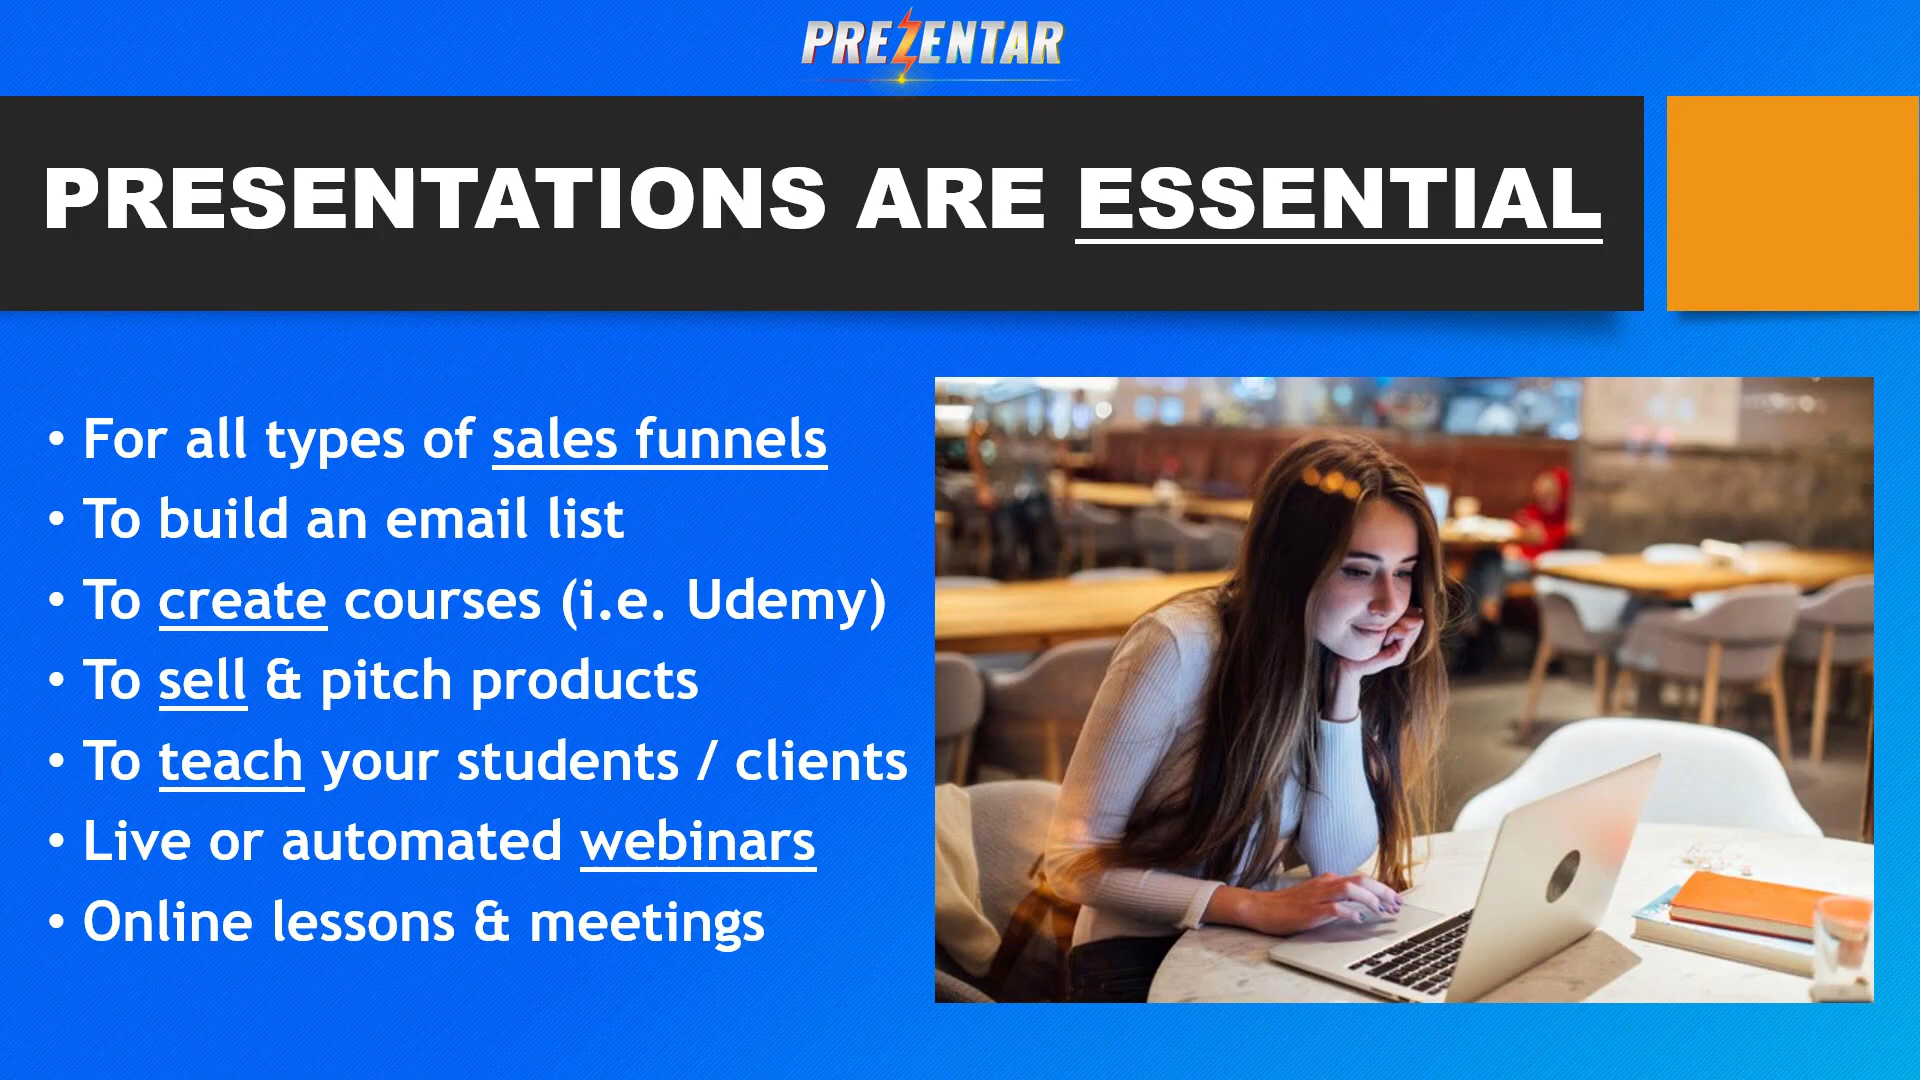 PREZENTAR
PRESENTATIONS ARE ESSENTIAL
• For all types of sales funnels
• To build an email list
• To create courses (i.e. Udemy)
• To sell & pitch products
• To teach your students / clients
• Live or automated webinars
• Online lessons & meetings